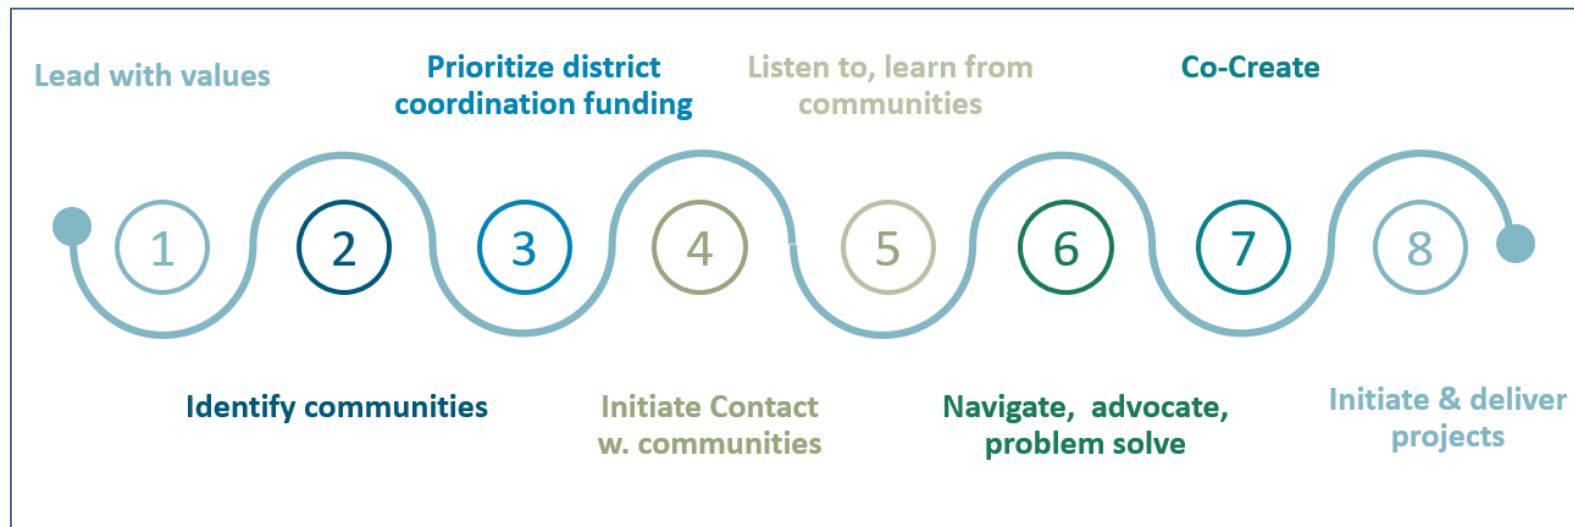 Lead with values
Prioritize district
coordination funding
Listen to, learn from
communities
Co-Create
1
2
3
4
5
6
7
8
Identify communities
Initiate Contact
w. communities
Navigate, advocate,
problem solve
Initiate & deliver
projects